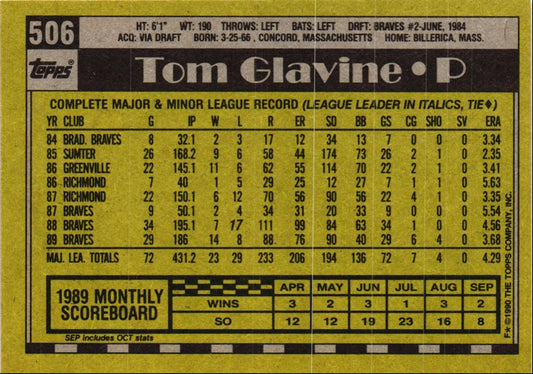 506
HT: 6'1" WT: 190 THROWS: LEFT BATS: LEFT DRFT: BRAVES #2-JUNE, 1984
ACQ: VIA DRAFT BORN: 3-25-66, CONCORD, MASSACHUSETTS HOME: BILLERICA, MASS.
TOPPS
Tom Glavine • P
COMPLETE MAJOR & MINOR LEAGUE RECORD (LEAGUE LEADER IN ITALICS, TIE♦)
YR CLUB G IP W L R ER SO BB GS CG SHO SV ERA
84 BRAD. BRAVES 8 32.1 2 3 17 12 34 13 7 0 0 0 3.34
85 SUMTER 26 168.2 9 6 58 44 174 73 26 2 1 0 2.35
86 GREENVILLE 22 145.1 11 6 62 55 114 70 22 2 1 0 3.41
86 RICHMOND 7 40 1 5 29 25 12 27 7 1 1 0 5.63
87 RICHMOND 22 150.1 6 12 70 56 90 56 22 4 1 0 3.35
87 BRAVES 9 50.1 2 4 34 31 20 33 9 0 0 0 5.54
88 BRAVES 34 195.1 7 17 111 99 84 63 34 1 0 0 4.56
89 BRAVES 29 186 14 8 88 76 90 40 29 6 4 0 3.68
MAJ. LEA. TOTALS 72 431.2 23 29 233 206 194 136 72 7 4 0 4.29
1989 MONTHLY SCOREBOARD
APR MAY JUN JUL AUG SEP
WINS 3 2 3 1 3 2
SO 12 12 19 23 16 8
SEP includes OCT stats
F★ © 1990 THE TOPPS COMPANY, INC.